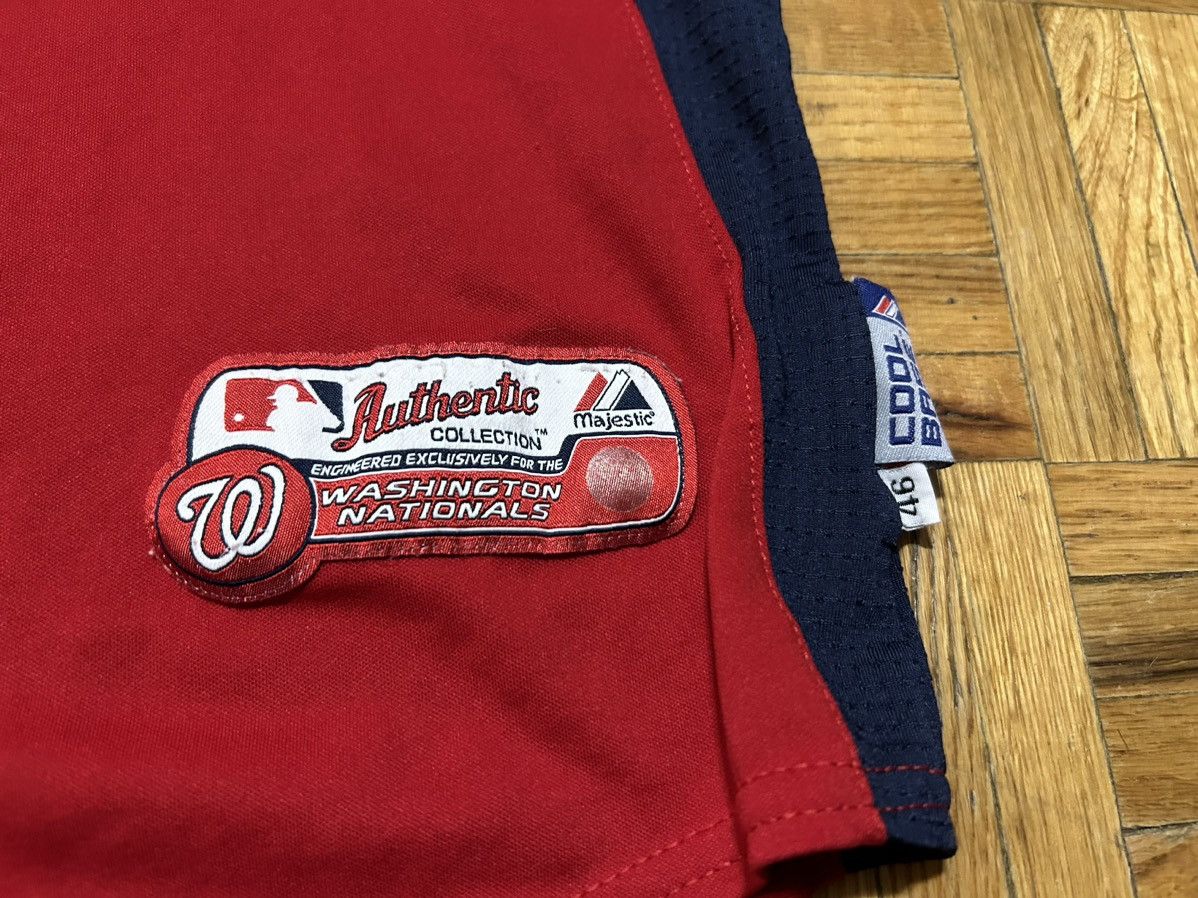 Authentic
COLLECTION™
Majestic®
ENGINEERED EXCLUSIVELY FOR THE
WASHINGTON
NATIONALS
W
COOL
BASE
46